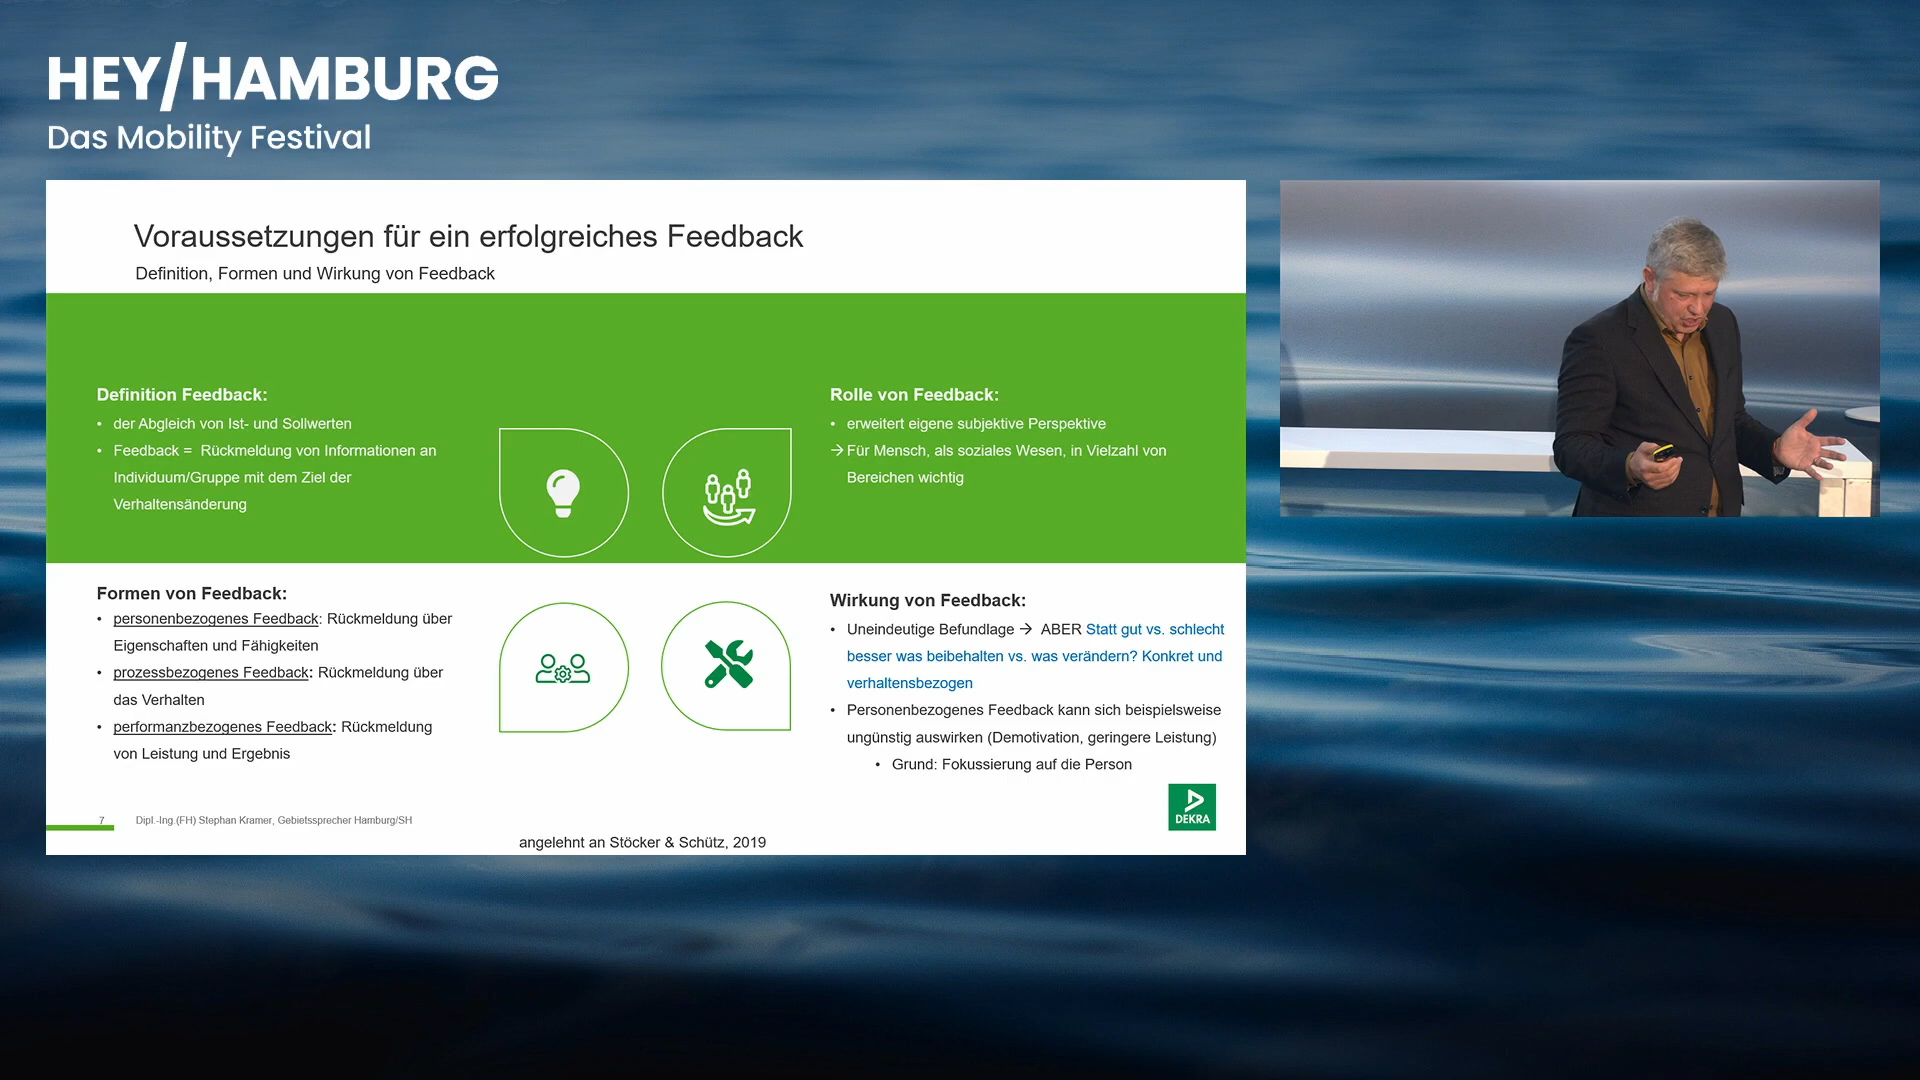 HEY/HAMBURG
Das Mobility Festival
Voraussetzungen für ein erfolgreiches Feedback
Definition, Formen und Wirkung von Feedback
Definition Feedback:
• der Abgleich von Ist- und Sollwerten
• Feedback = Rückmeldung von Informationen an
Individuum/Gruppe mit dem Ziel der
Verhaltensänderung
Rolle von Feedback:
• erweitert eigene subjektive Perspektive
→ Für Mensch, als soziales Wesen, in Vielzahl von
Bereichen wichtig
Formen von Feedback:
• personenbezogenes Feedback: Rückmeldung über
Eigenschaften und Fähigkeiten
• prozessbezogenes Feedback: Rückmeldung über
das Verhalten
• performanzbezogenes Feedback: Rückmeldung
von Leistung und Ergebnis
Wirkung von Feedback:
• Uneindeutige Befundlage → ABER Statt gut vs. schlecht
besser was beibehalten vs. was verändern? Konkret und
verhaltensbezogen
• Personenbezogenes Feedback kann sich beispielsweise
ungünstig auswirken (Demotivation, geringere Leistung)
• Grund: Fokussierung auf die Person
DEKRA
7 Dipl.-Ing.(FH) Stephan Kramer, Gebietssprecher Hamburg/SH
angelehnt an Stöcker & Schütz, 2019